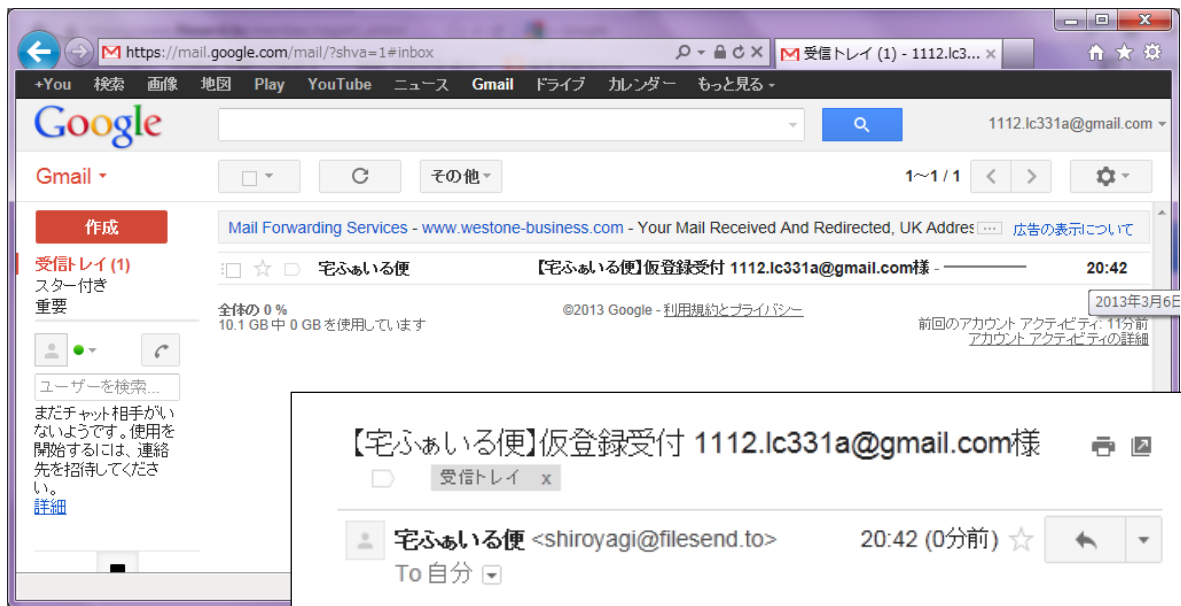 https://mail.google.com/mail/?shva=1#inbox
受信トレイ (1) - 1112.lc3...
+You 検索 画像 地図 Play YouTube ニュース Gmail ドライブ カレンダー もっと見る
Google
1112.lc331a@gmail.com
Gmail
その他
1～1 / 1
作成
Mail Forwarding Services - www.westone-business.com - Your Mail Received And Redirected, UK Addres
広告の表示について
受信トレイ (1)
宅ふぁいる便
【宅ふぁいる便】仮登録受付 1112.lc331a@gmail.com様 - ―――――
20:42
スター付き
重要
2013年3月6日
全体の 0 %
10.1 GB 中 0 GB を使用しています
©2013 Google - 利用規約とプライバシー
前回のアカウント アクティビティ: 11分前
アカウント アクティビティの詳細
ユーザーを検索...
まだチャット相手がい
ないようです。使用を
開始するには、連絡
先を招待してくださ
い。
詳細
【宅ふぁいる便】仮登録受付 1112.lc331a@gmail.com様
受信トレイ x
宅ふぁいる便 <shiroyagi@filesend.to>
20:42 (0分前)
To 自分